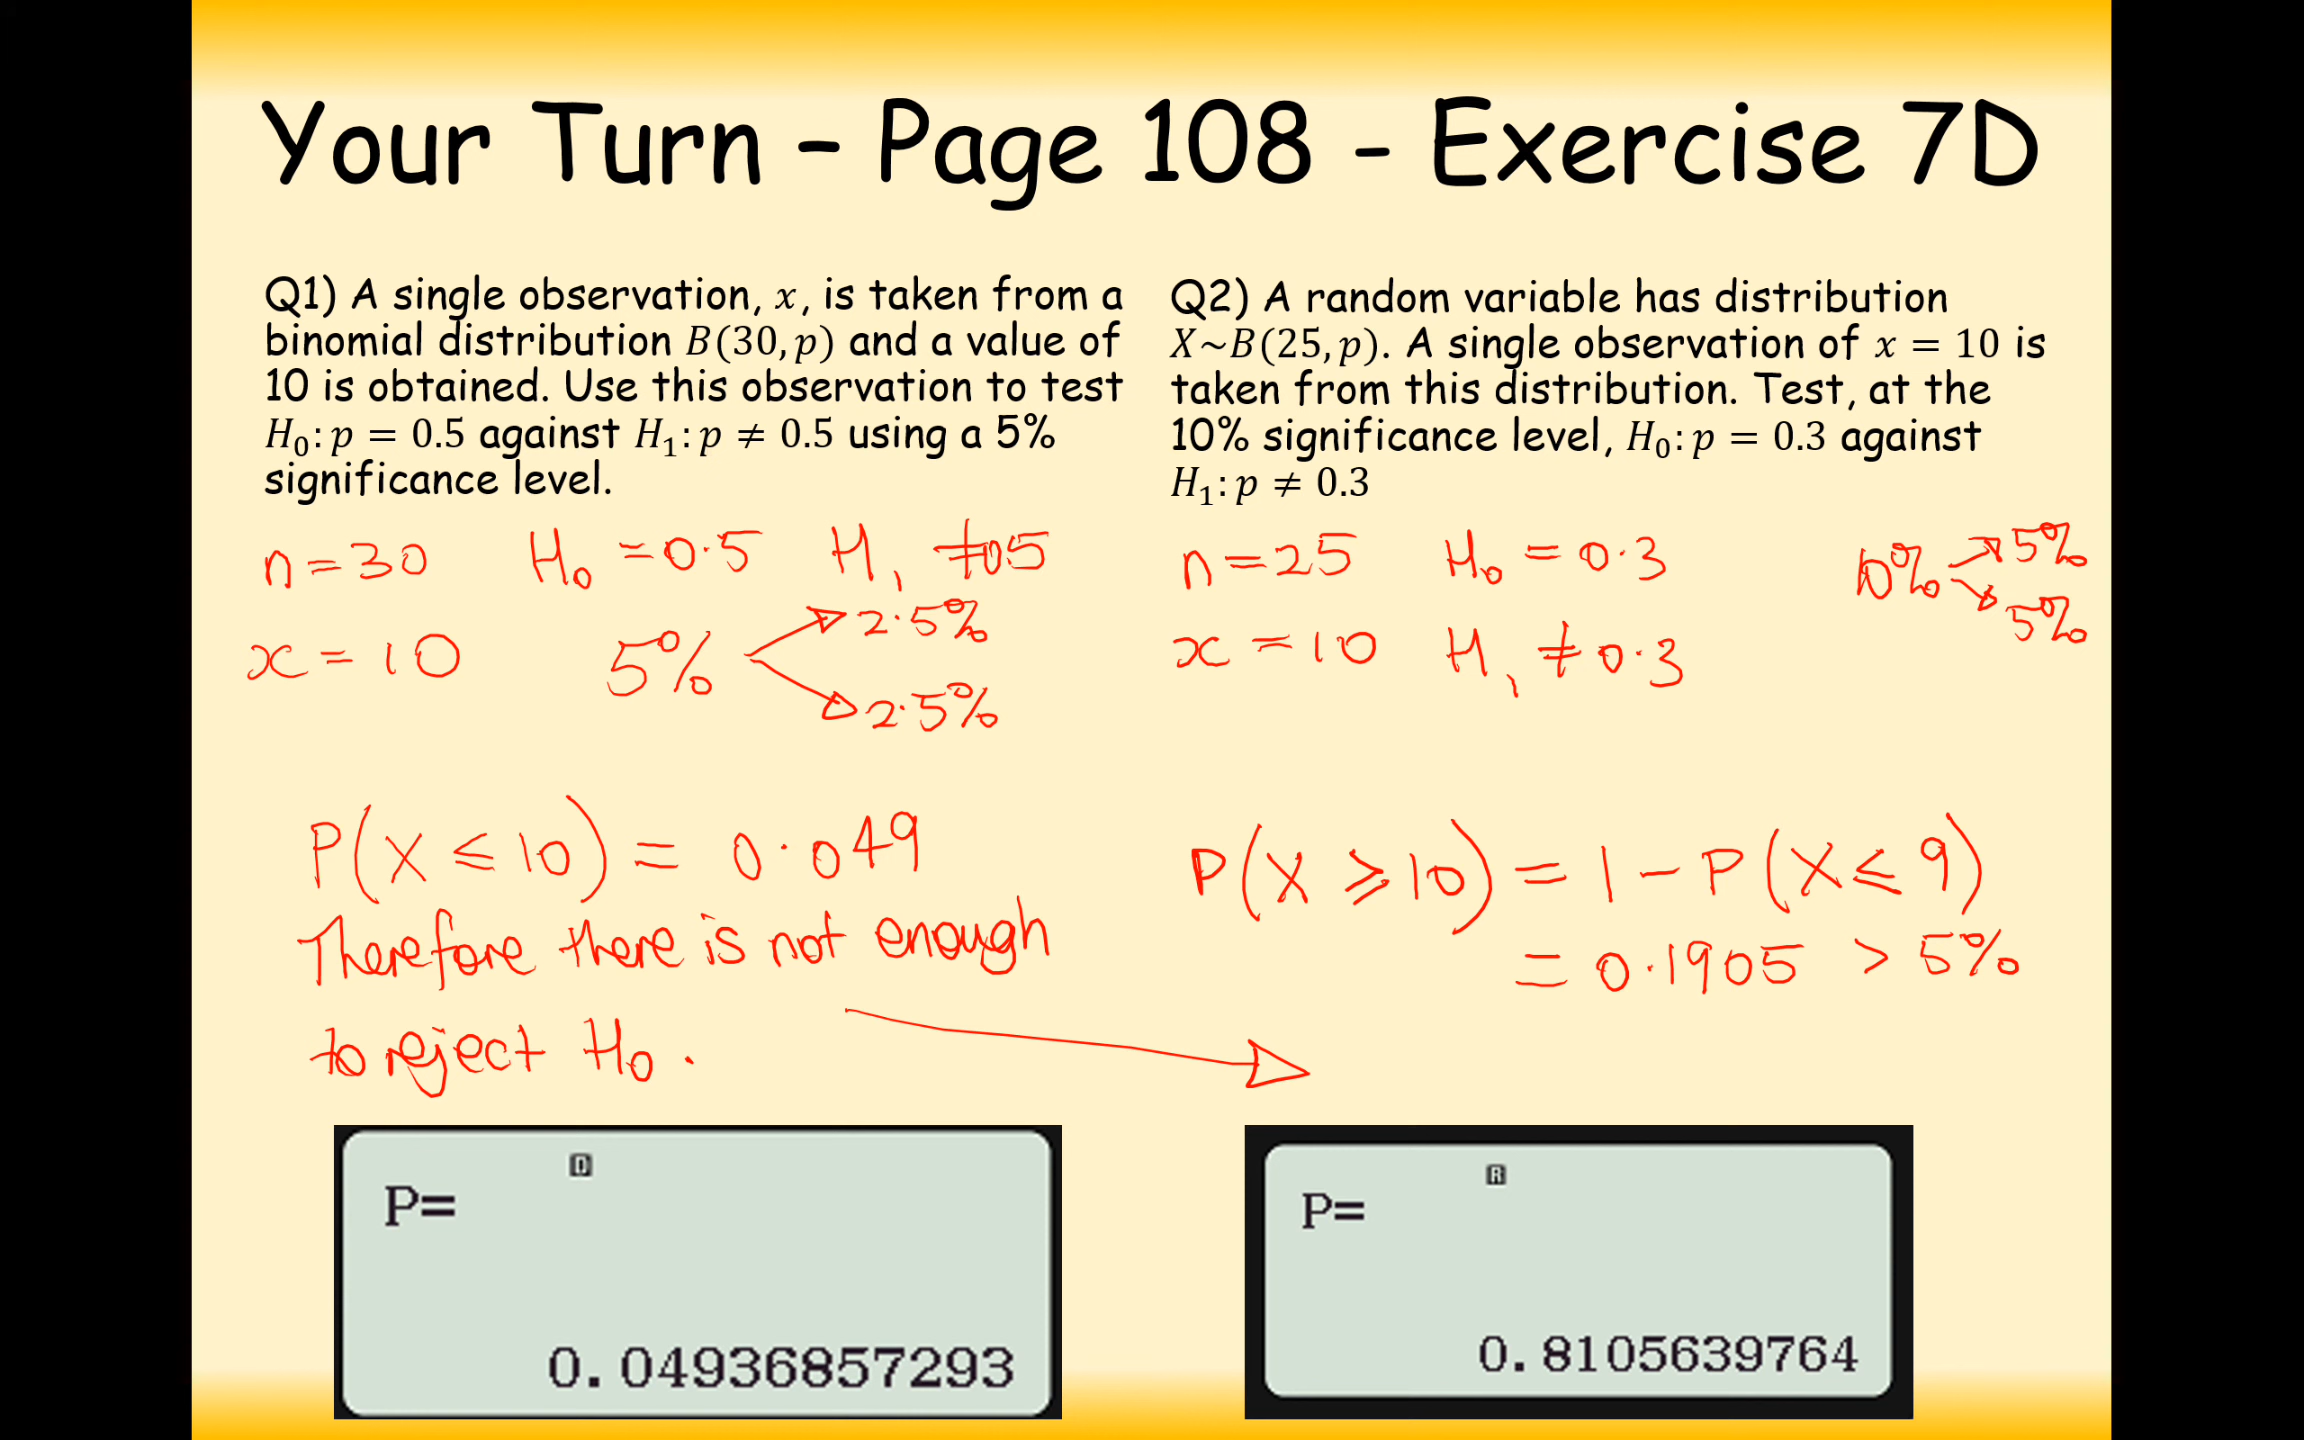 Your Turn – Page 108 - Exercise 7D
Q1) A single observation, x, is taken from a
binomial distribution B(30, p) and a value of
10 is obtained. Use this observation to test
H₀: p = 0.5 against H₁: p ≠ 0.5 using a 5%
significance level.
n = 30 H₀ = 0.5 H₁ ≠ 05
x = 10 5% 2.5%
2.5%
P(X ≤ 10) = 0.049
Therefore there is not enough
to reject H₀.
P=
0.04936857293
Q2) A random variable has distribution
X~B(25, p). A single observation of x = 10 is
taken from this distribution. Test, at the
10% significance level, H₀: p = 0.3 against
H₁: p ≠ 0.3
n = 25 H₀ = 0.3 10% 5%
5%
x = 10 H₁ ≠ 0.3
P(X ≥ 10) = 1 - P(X ≤ 9)
= 0.1905 > 5%
R
P=
0.8105639764